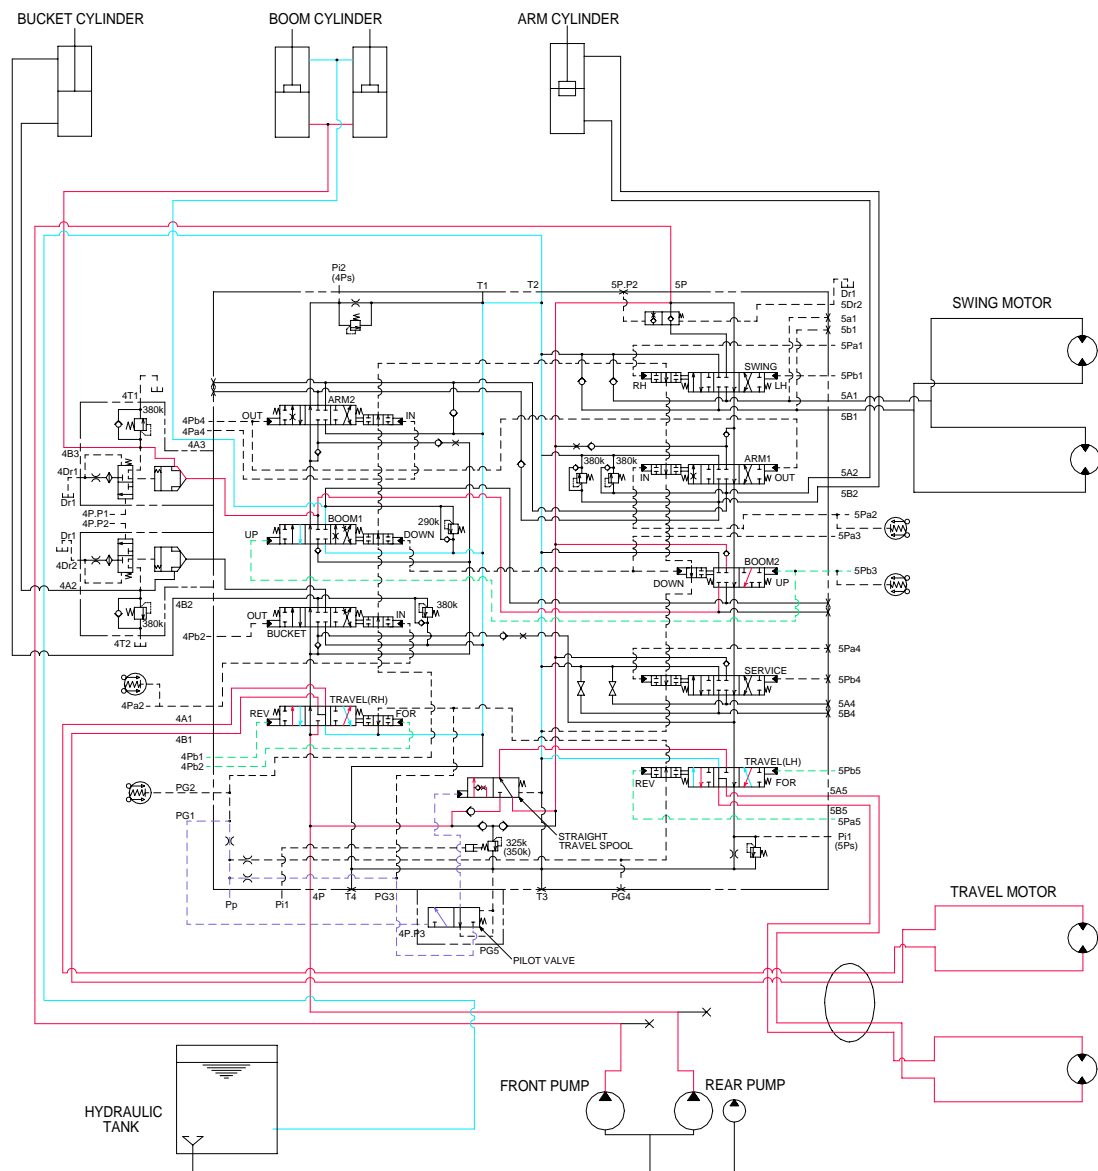 BUCKET CYLINDER
BOOM CYLINDER
ARM CYLINDER
Pi2
(4Ps)
T1
T2
5P.P2
5P
Dr1
5Dr2
5a1
5b1
5Pa1
SWING
RH
LH
5Pb1
5A1
5B1
SWING MOTOR
4T1
380k
4Pb4
4Pa4
4A3
OUT
ARM2
IN
4B3
4Dr1
Dr1
4P.P1
4P.P2
Dr1
4Dr2
4A2
380k
4T2
380k
380k
ARM1
IN
OUT
5A2
5B2
5Pa2
5Pa3
290k
BOOM1
UP
DOWN
BOOM2
DOWN
UP
5Pb3
4B2
4Pb2
OUT
IN
BUCKET
380k
5Pa4
SERVICE
5Pb4
5A4
5B4
4Pa2
4A1
4B1
REV
TRAVEL(RH)
FOR
4Pb1
4Pb2
PG2
PG1
TRAVEL(LH)
REV
FOR
5Pb5
5A5
5B5
5Pa5
Pi1
(5Ps)
STRAIGHT
TRAVEL SPOOL
325k
(350k)
Pp
Pi1
4P
T4
PG3
T3
PG4
4P.P3
PG5
PILOT VALVE
TRAVEL MOTOR
FRONT PUMP
REAR PUMP
HYDRAULIC
TANK